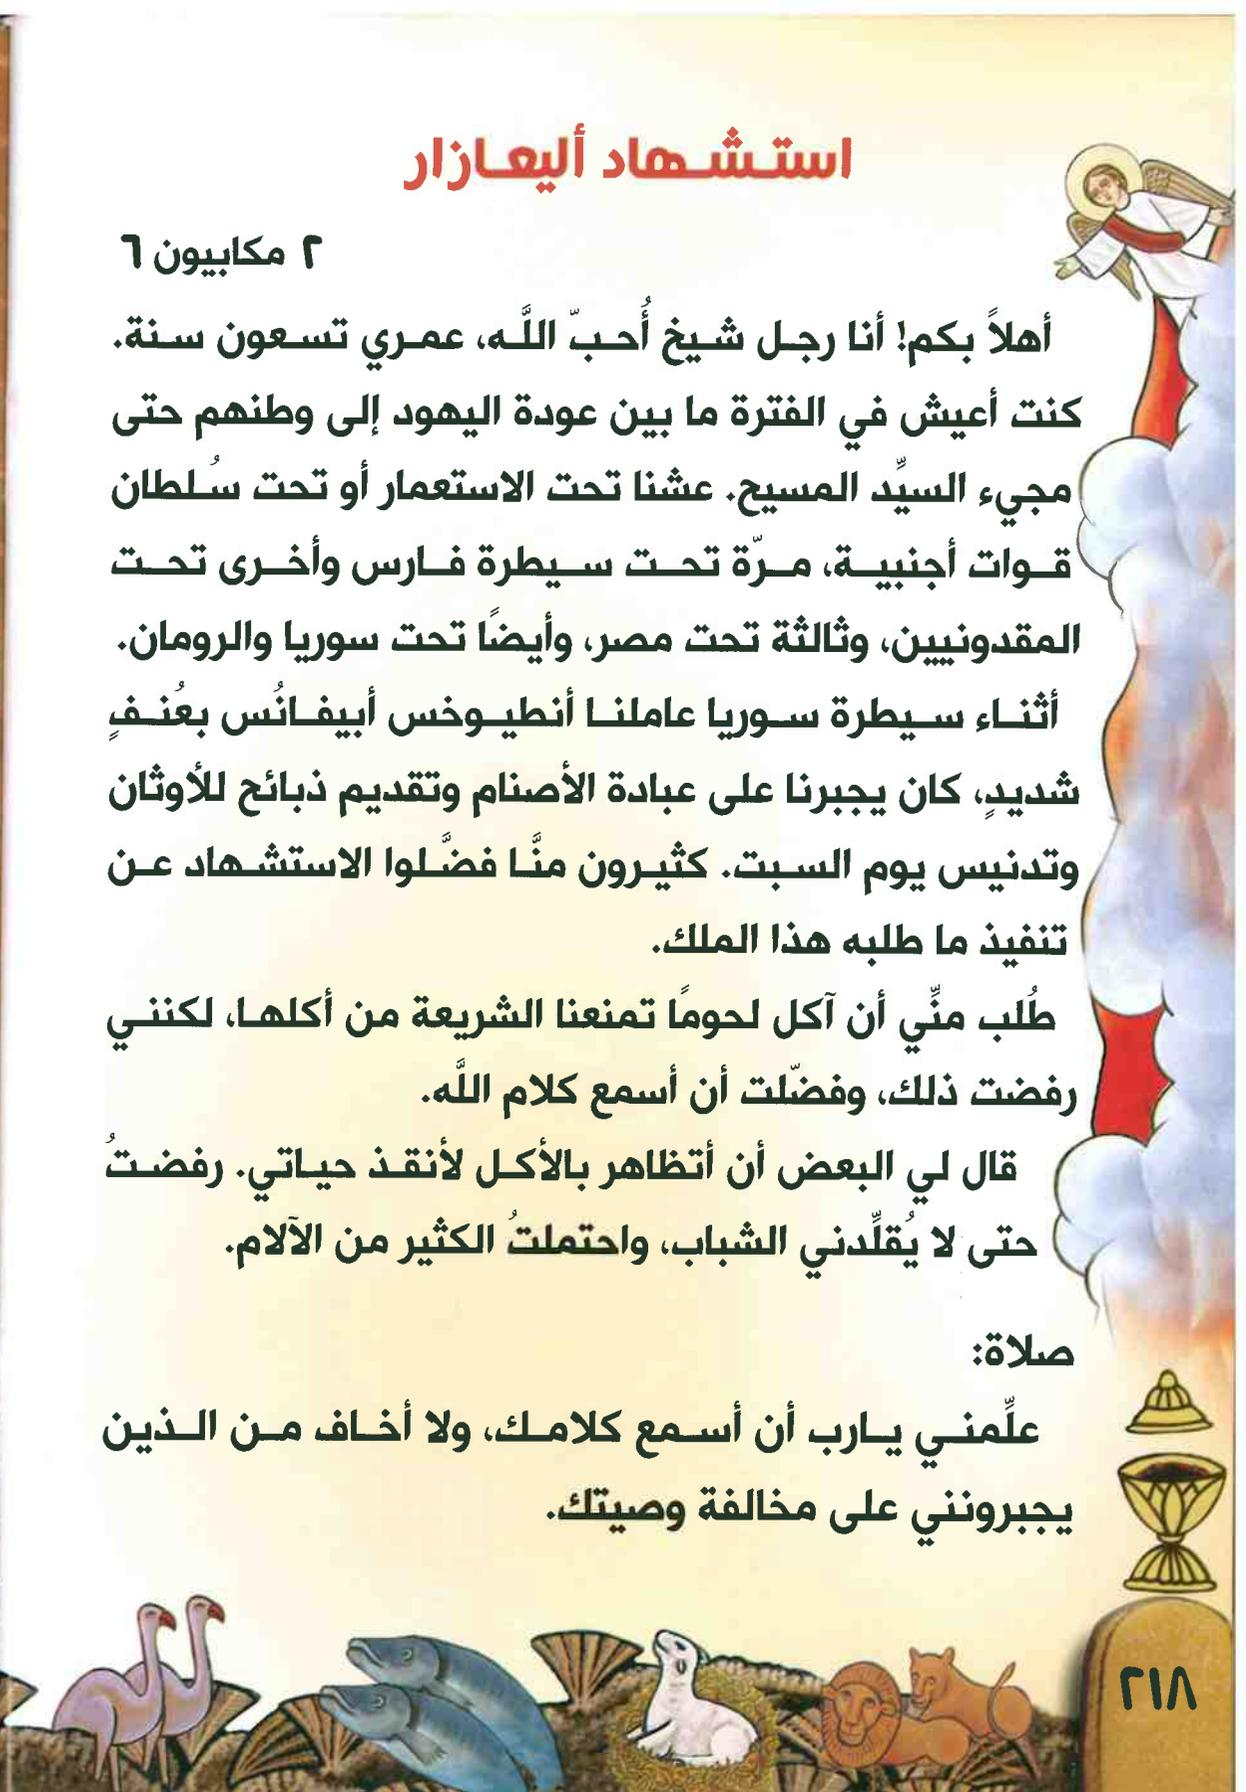 استشهاد أليعازار
٢ مكابيون ٦
أهلاً بكم! أنا رجل شيخ أُحبّ اللَّه، عمري تسعون سنة.
كنت أعيش في الفترة ما بين عودة اليهود إلى وطنهم حتى
مجيء السيِّد المسيح. عشنا تحت الاستعمار أو تحت سُلطان
قوات أجنبية، مرّة تحت سيطرة فارس وأخرى تحت
المقدونيين، وثالثة تحت مصر، وأيضًا تحت سوريا والرومان.
أثناء سيطرة سوريا عاملنا أنطيوخس أبيفانُس بعُنفٍ
شديدٍ، كان يجبرنا على عبادة الأصنام وتقديم ذبائح للأوثان
وتدنيس يوم السبت. كثيرون منَّا فضَّلوا الاستشهاد عن
تنفيذ ما طلبه هذا الملك.
طُلب منِّي أن آكل لحومًا تمنعنا الشريعة من أكلها، لكنني
رفضت ذلك، وفضّلت أن أسمع كلام اللَّه.
قال لي البعض أن أتظاهر بالأكل لأنقذ حياتي. رفضتُ
حتى لا يُقلِّدني الشباب، واحتملتُ الكثير من الآلام.
صلاة:
علِّمني يارب أن أسمع كلامك، ولا أخاف من الذين
يجبرونني على مخالفة وصيتك.
٢١٨